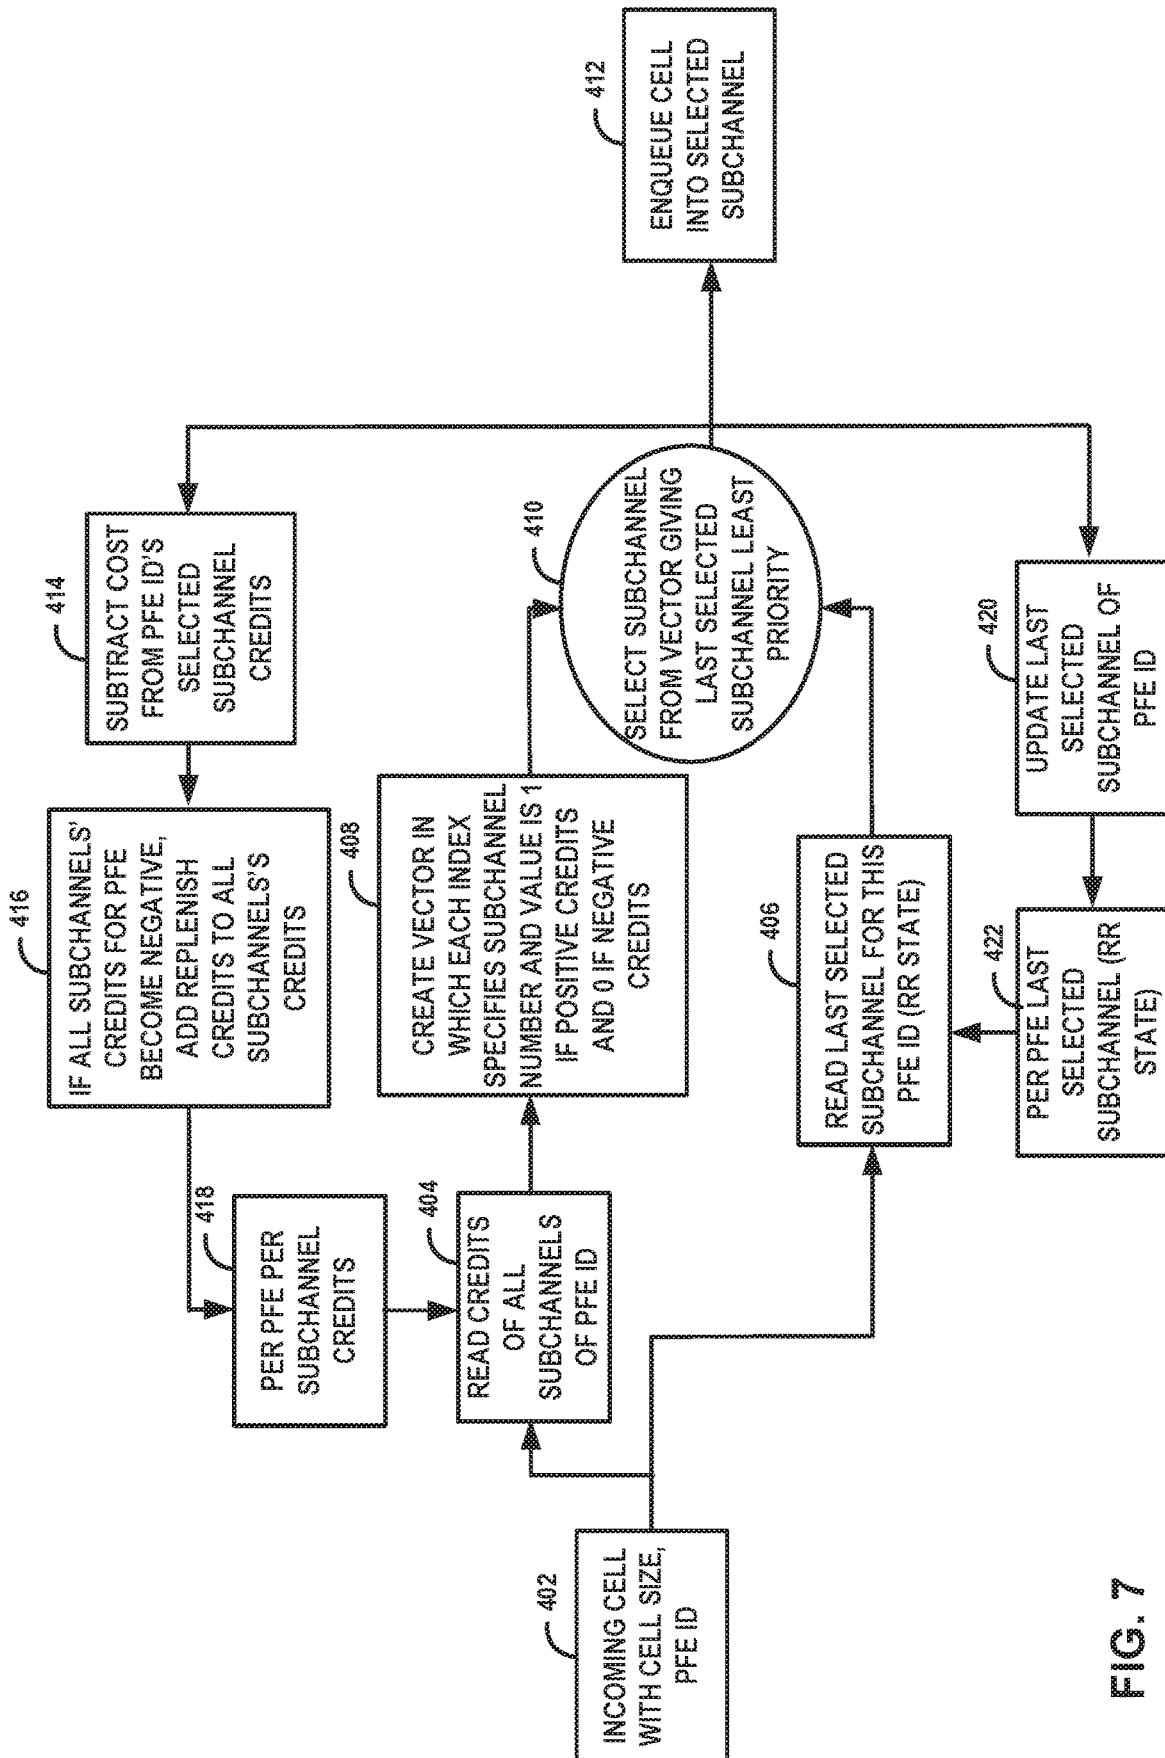 402
INCOMING CELL
WITH CELL SIZE,
PFE ID
404
READ CREDITS
OF ALL
SUBCHANNELS
OF PFE ID
406
READ LAST SELECTED
SUBCHANNEL FOR THIS
PFE ID (RR STATE)
408
CREATE VECTOR IN
WHICH EACH INDEX
SPECIFIES SUBCHANNEL
NUMBER AND VALUE IS 1
IF POSITIVE CREDITS
AND 0 IF NEGATIVE
CREDITS
410
SELECT SUBCHANNEL
FROM VECTOR GIVING
LAST SELECTED
SUBCHANNEL LEAST
PRIORITY
412
ENQUEUE CELL
INTO SELECTED
SUBCHANNEL
414
SUBTRACT COST
FROM PFE ID'S
SELECTED
SUBCHANNEL
CREDITS
416
IF ALL SUBCHANNELS'
CREDITS FOR PFE
BECOME NEGATIVE,
ADD REPLENISH
CREDITS TO ALL
SUBCHANNELS'S
CREDITS
418
PER PFE PER
SUBCHANNEL
CREDITS
420
UPDATE LAST
SELECTED
SUBCHANNEL OF
PFE ID
422
PER PFE LAST
SELECTED
SUBCHANNEL (RR
STATE)
FIG. 7